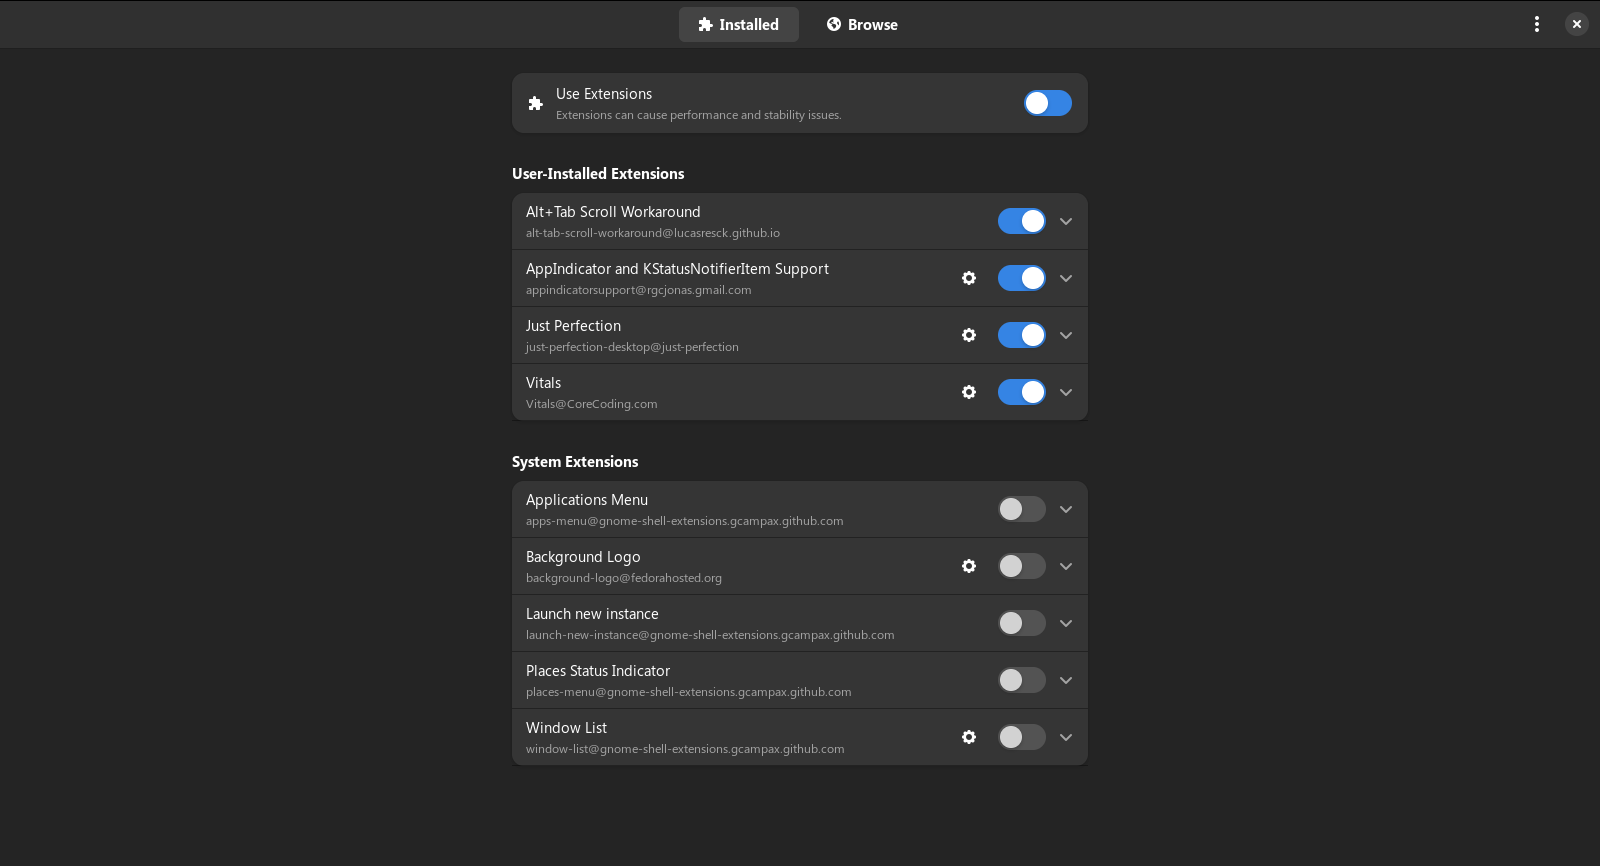 Installed
Browse
Use Extensions
Extensions can cause performance and stability issues.
User-Installed Extensions
Alt+Tab Scroll Workaround
alt-tab-scroll-workaround@lucasresck.github.io
AppIndicator and KStatusNotifierItem Support
appindicatorsupport@rgcjonas.gmail.com
Just Perfection
just-perfection-desktop@just-perfection
Vitals
Vitals@CoreCoding.com
System Extensions
Applications Menu
apps-menu@gnome-shell-extensions.gcampax.github.com
Background Logo
background-logo@fedorahosted.org
Launch new instance
launch-new-instance@gnome-shell-extensions.gcampax.github.com
Places Status Indicator
places-menu@gnome-shell-extensions.gcampax.github.com
Window List
window-list@gnome-shell-extensions.gcampax.github.com